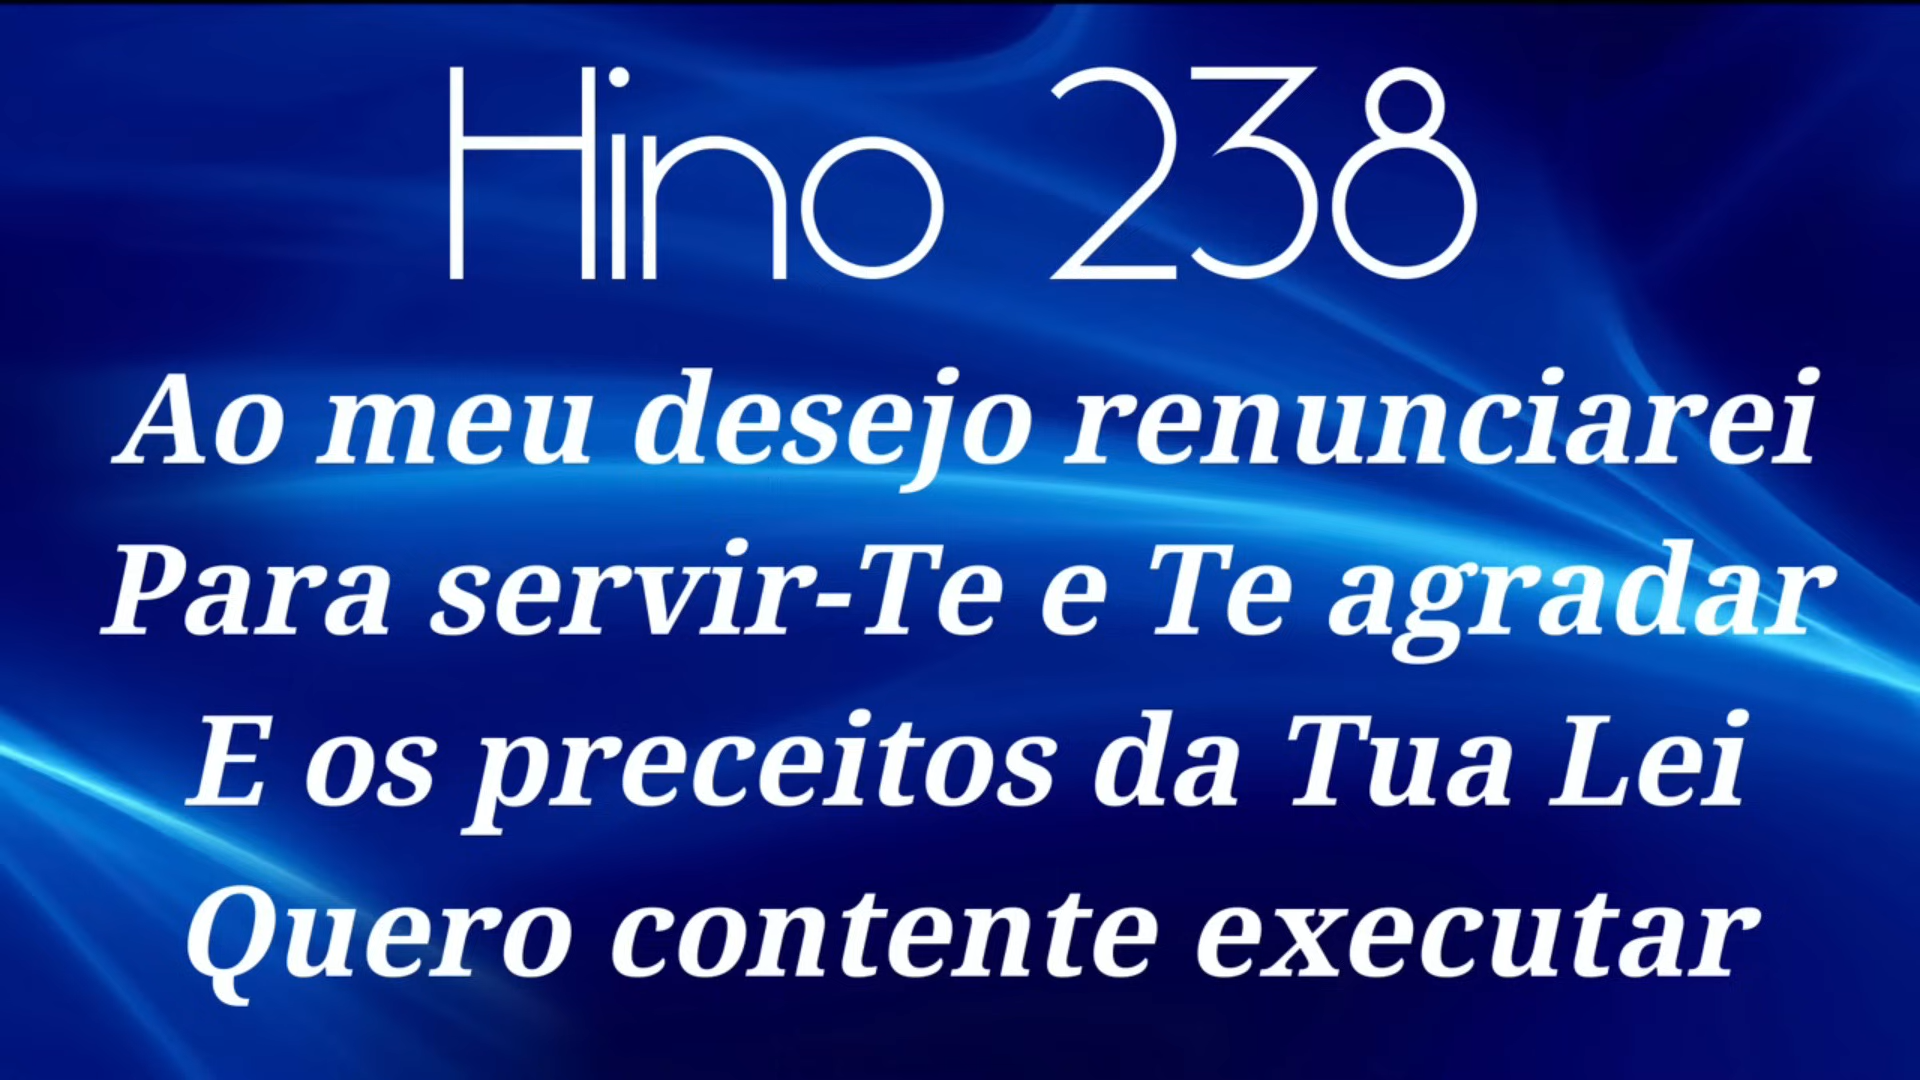 Hino 238
Ao meu desejo renunciarei
Para servir-Te e Te agradar
E os preceitos da Tua Lei
Quero contente executar